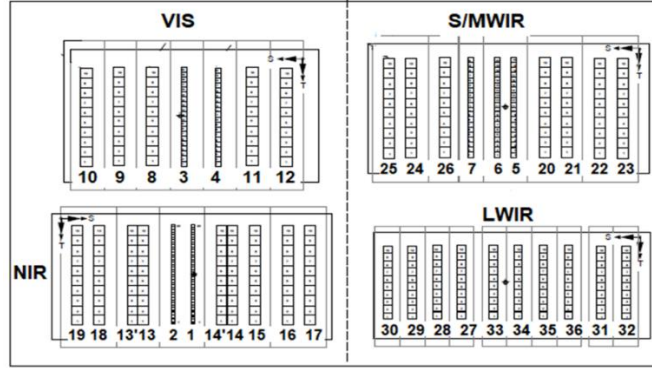 VIS
S/MWIR
S
T
S
T
10 9 8 3 4 11 12
25 24 26 7 6 5 20 21 22 23
S
T
LWIR
S
T
NIR
19 18 13'13 2 1 14'14 15 16 17
30 29 28 27 33 34 35 36 31 32